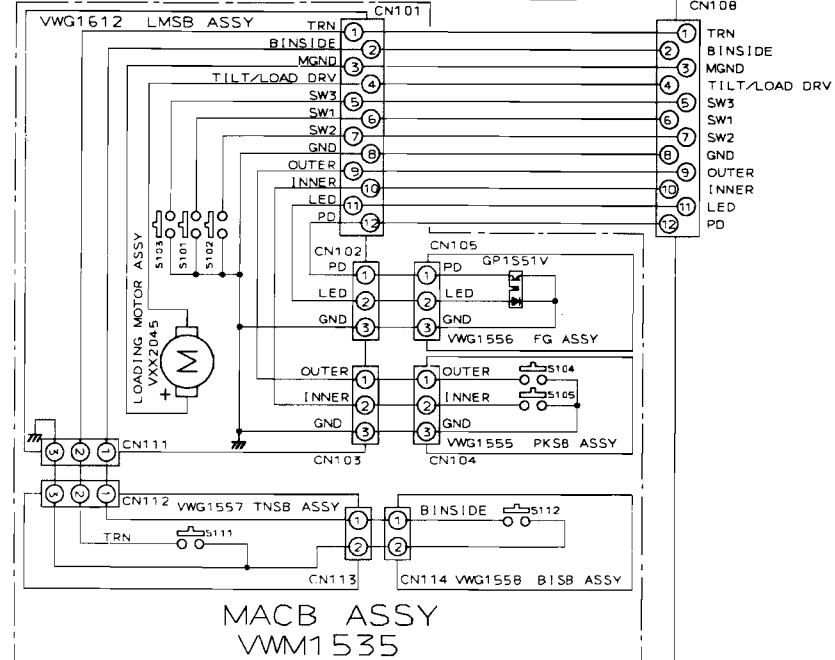 CN101
CN108
VWG1612 LMSB ASSY
TRN 1 1 TRN
BINSIDE 2 2 BINSIDE
MGND 3 3 MGND
TILT/LOAD DRV 4 4 TILT/LOAD DRV
SW3 5 5 SW3
SW1 6 6 SW1
SW2 7 7 SW2
GND 8 8 GND
OUTER 9 9 OUTER
INNER 10 10 INNER
LED 11 11 LED
PD 12 12 PD
S103 S101 S102
CN102 CN105
GP1S51V
PD 1 1 PD
LED 2 2 LED
GND 3 3 GND
VWG1556 FG ASSY
LOADING MOTOR ASSY
VXX2045
M
+
OUTER 1 1 OUTER S104
INNER 2 2 INNER S105
GND 3 3 GND
VWG1555 PKSB ASSY
CN103 CN104
3 2 1 CN111
3 2 1 CN112
VWG1557 TNSB ASSY
TRN S111
1 1 BINSIDE S112
2 2
CN113
CN114 VWG1558 BISB ASSY
MACB ASSY
VWM1535